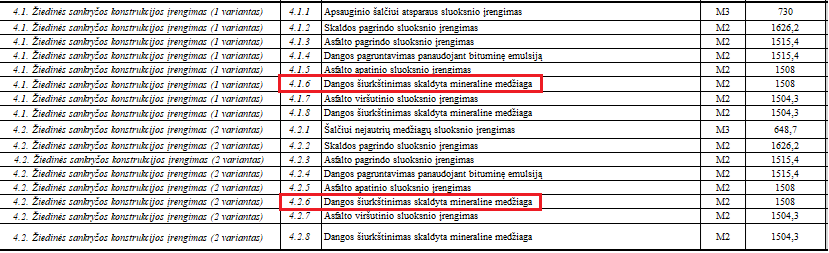 4.1. Žiedinės sankryžos konstrukcijos įrengimas (1 variantas) 4.1.1 Apsauginio šalčiui atsparaus sluoksnio įrengimas M3 730
4.1. Žiedinės sankryžos konstrukcijos įrengimas (1 variantas) 4.1.2 Skaldos pagrindo sluoksnio įrengimas M2 1626,2
4.1. Žiedinės sankryžos konstrukcijos įrengimas (1 variantas) 4.1.3 Asfalto pagrindo sluoksnio įrengimas M2 1515,4
4.1. Žiedinės sankryžos konstrukcijos įrengimas (1 variantas) 4.1.4 Dangos pagruntavimas panaudojant bituminę emulsiją M2 1515,4
4.1. Žiedinės sankryžos konstrukcijos įrengimas (1 variantas) 4.1.5 Asfalto apatinio sluoksnio įrengimas M2 1508
4.1. Žiedinės sankryžos konstrukcijos įrengimas (1 variantas) 4.1.6 Dangos šiurkštinimas skaldyta mineraline medžiaga M2 1508
4.1. Žiedinės sankryžos konstrukcijos įrengimas (1 variantas) 4.1.7 Asfalto viršutinio sluoksnio įrengimas M2 1504,3
4.1. Žiedinės sankryžos konstrukcijos įrengimas (1 variantas) 4.1.8 Dangos šiurkštinimas skaldyta mineraline medžiaga M2 1504,3
4.2. Žiedinės sankryžos konstrukcijos įrengimas (2 variantas) 4.2.1 Šalčiui nejautrių medžiagų sluoksnio įrengimas M3 648,7
4.2. Žiedinės sankryžos konstrukcijos įrengimas (2 variantas) 4.2.2 Skaldos pagrindo sluoksnio įrengimas M2 1626,2
4.2. Žiedinės sankryžos konstrukcijos įrengimas (2 variantas) 4.2.3 Asfalto pagrindo sluoksnio įrengimas M2 1515,4
4.2. Žiedinės sankryžos konstrukcijos įrengimas (2 variantas) 4.2.4 Dangos pagruntavimas panaudojant bituminę emulsiją M2 1515,4
4.2. Žiedinės sankryžos konstrukcijos įrengimas (2 variantas) 4.2.5 Asfalto apatinio sluoksnio įrengimas M2 1508
4.2. Žiedinės sankryžos konstrukcijos įrengimas (2 variantas) 4.2.6 Dangos šiurkštinimas skaldyta mineraline medžiaga M2 1508
4.2. Žiedinės sankryžos konstrukcijos įrengimas (2 variantas) 4.2.7 Asfalto viršutinio sluoksnio įrengimas M2 1504,3
4.2. Žiedinės sankryžos konstrukcijos įrengimas (2 variantas) 4.2.8 Dangos šiurkštinimas skaldyta mineraline medžiaga M2 1504,3